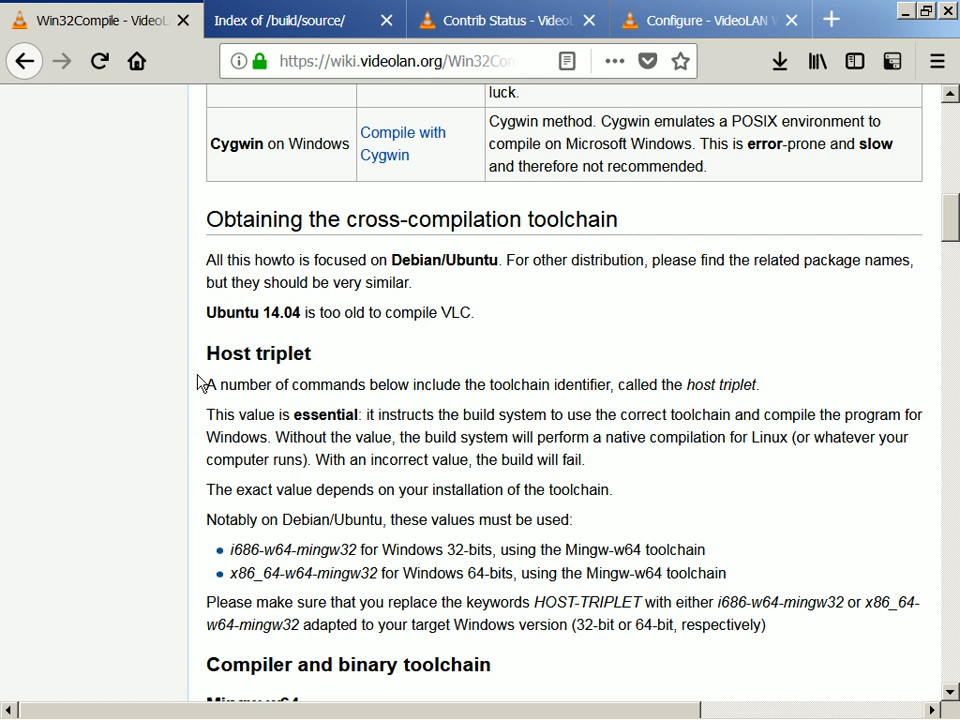 Win32Compile - VideoL
Index of /build/source/
Contrib Status - VideoL
Configure - VideoLAN
https://wiki.videolan.org/Win32Co
luck.
Cygwin on Windows
Compile with
Cygwin
Cygwin method. Cygwin emulates a POSIX environment to
compile on Microsoft Windows. This is error-prone and slow
and therefore not recommended.
Obtaining the cross-compilation toolchain
All this howto is focused on Debian/Ubuntu. For other distribution, please find the related package names,
but they should be very similar.
Ubuntu 14.04 is too old to compile VLC.
Host triplet
A number of commands below include the toolchain identifier, called the host triplet.
This value is essential: it instructs the build system to use the correct toolchain and compile the program for
Windows. Without the value, the build system will perform a native compilation for Linux (or whatever your
computer runs). With an incorrect value, the build will fail.
The exact value depends on your installation of the toolchain.
Notably on Debian/Ubuntu, these values must be used:
i686-w64-mingw32 for Windows 32-bits, using the Mingw-w64 toolchain
x86_64-w64-mingw32 for Windows 64-bits, using the Mingw-w64 toolchain
Please make sure that you replace the keywords HOST-TRIPLET with either i686-w64-mingw32 or x86_64-
w64-mingw32 adapted to your target Windows version (32-bit or 64-bit, respectively)
Compiler and binary toolchain
Mingw-w64